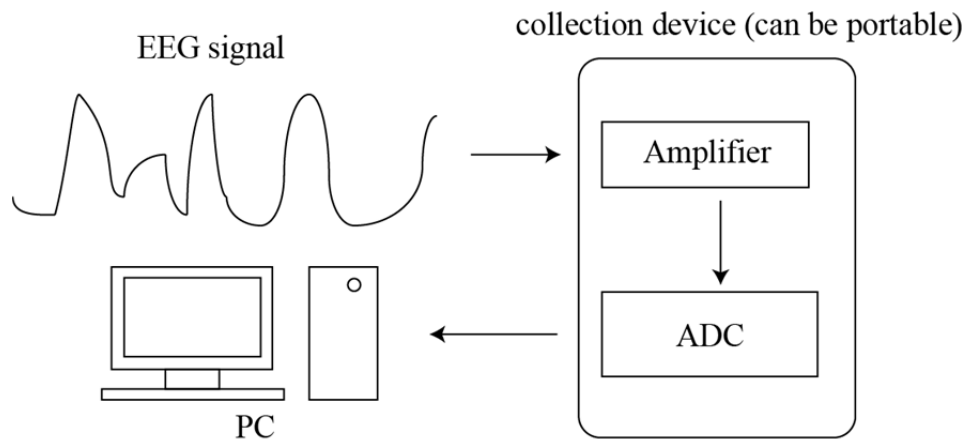 collection device (can be portable)
EEG signal
Amplifier
ADC
PC